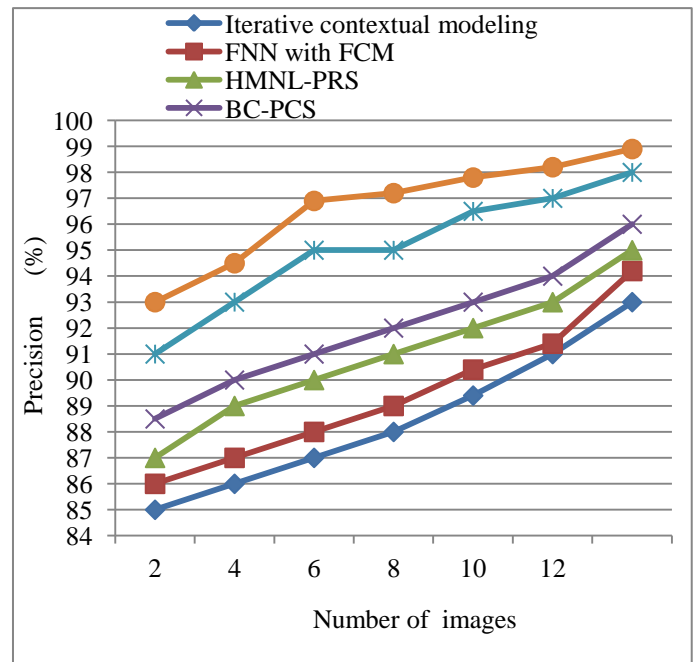 Iterative contextual modeling
FNN with FCM
HMNL-PRS
BC-PCS
100
99
98
97
96
95
94
93
92
91
90
89
88
87
86
85
84
Precision (%)
2 4 6 8 10 12
Number of images